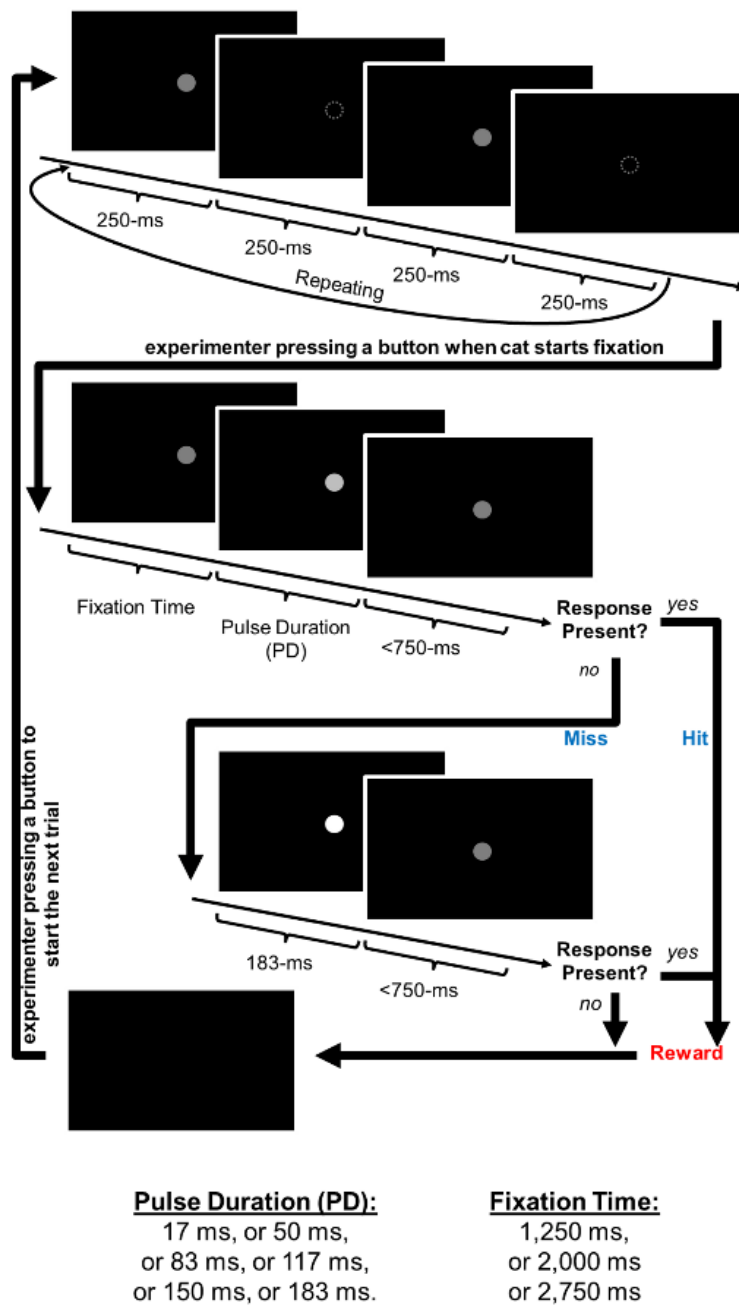 250-ms
250-ms
250-ms
250-ms
Repeating
experimenter pressing a button when cat starts fixation
Fixation Time
Pulse Duration
(PD)
<750-ms
Response
Present?
yes
no
Miss
Hit
183-ms
<750-ms
Response
Present?
yes
no
Reward
experimenter pressing a button to
start the next trial
Pulse Duration (PD):
17 ms, or 50 ms,
or 83 ms, or 117 ms,
or 150 ms, or 183 ms.
Fixation Time:
1,250 ms,
or 2,000 ms
or 2,750 ms